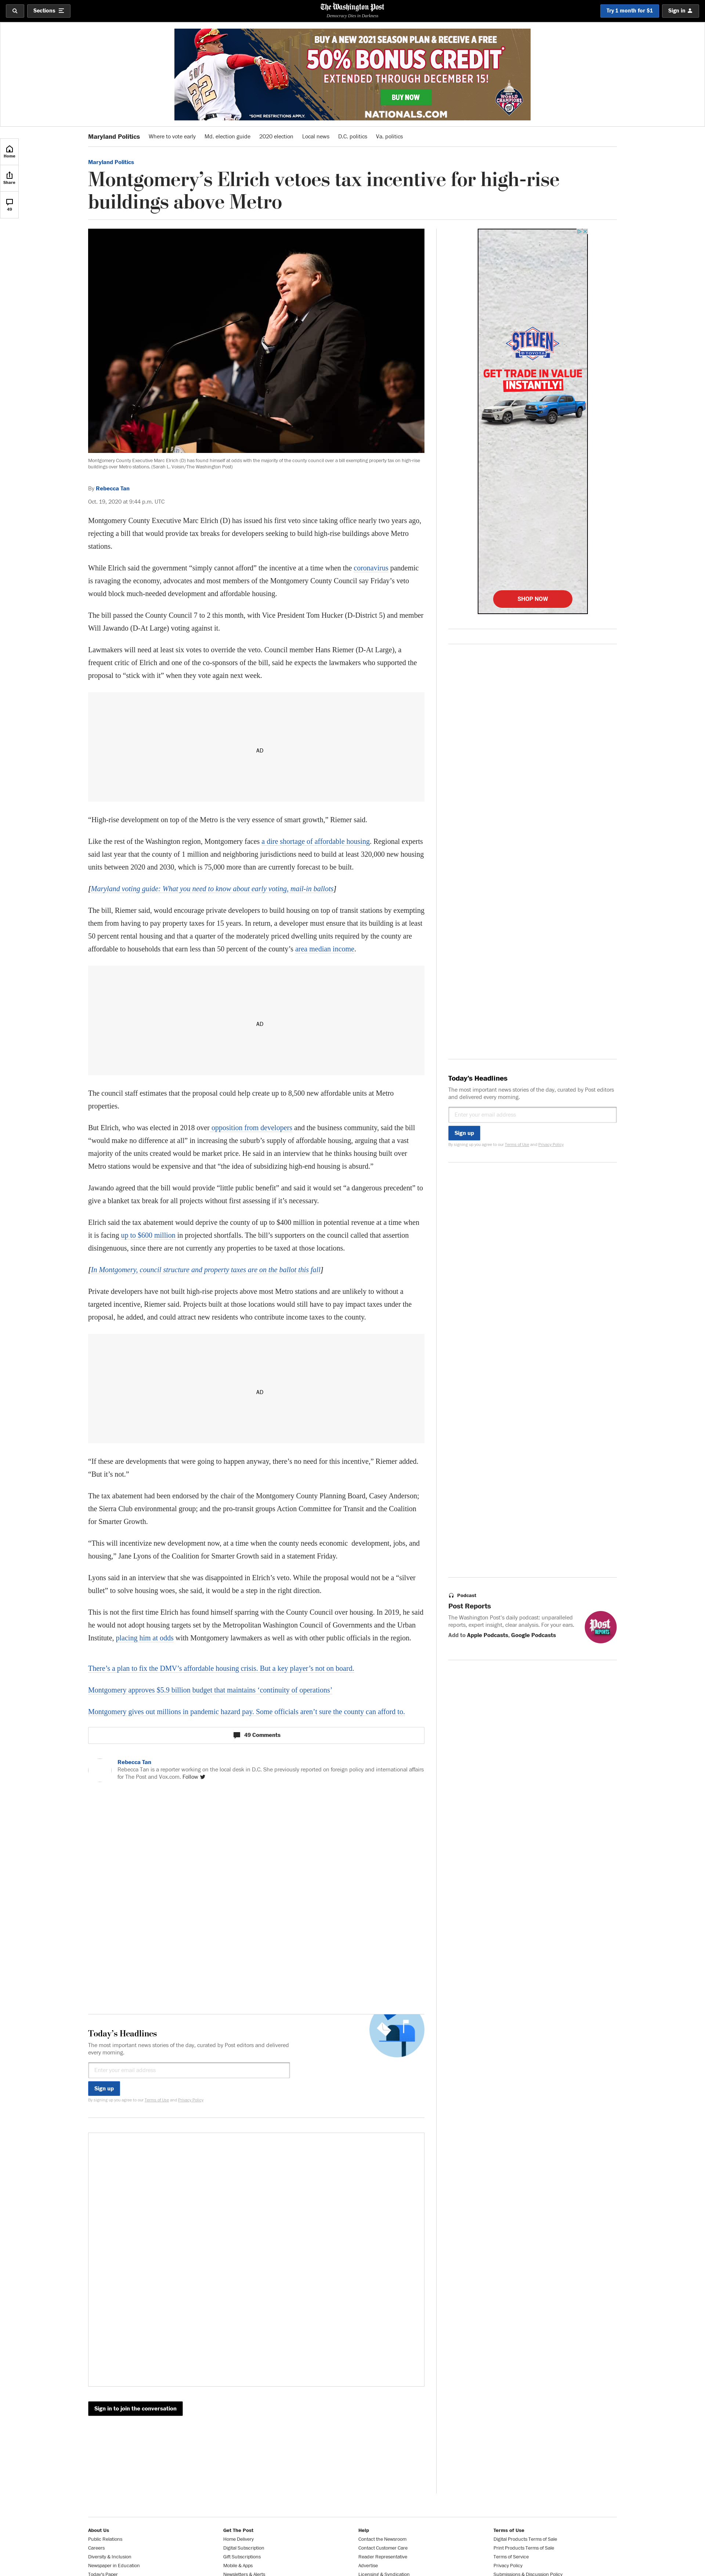 Sections
The Washington Post
Democracy Dies in Darkness
Try 1 month for $1
Sign in
BUY A NEW 2021 SEASON PLAN & RECEIVE A FREE
50% BONUS CREDIT*
EXTENDED THROUGH DECEMBER 15!
BUY NOW
*SOME RESTRICTIONS APPLY.
NATIONALS.COM
WORLD CHAMPIONS
Maryland Politics
Where to vote early
Md. election guide
2020 election
Local news
D.C. politics
Va. politics
Home
Share
49
Maryland Politics
Montgomery’s Elrich vetoes tax incentive for high-rise
buildings above Metro
Montgomery County Executive Marc Elrich (D) has found himself at odds with the majority of the county council over a bill exempting property tax on high-rise
buildings over Metro stations. (Sarah L. Voisin/The Washington Post)
By Rebecca Tan
Oct. 19, 2020 at 9:44 p.m. UTC
Montgomery County Executive Marc Elrich (D) has issued his first veto since taking office nearly two years ago,
rejecting a bill that would provide tax breaks for developers seeking to build high-rise buildings above Metro
stations.
While Elrich said the government “simply cannot afford” the incentive at a time when the coronavirus pandemic
is ravaging the economy, advocates and most members of the Montgomery County Council say Friday’s veto
would block much-needed development and affordable housing.
The bill passed the County Council 7 to 2 this month, with Vice President Tom Hucker (D-District 5) and member
Will Jawando (D-At Large) voting against it.
Lawmakers will need at least six votes to override the veto. Council member Hans Riemer (D-At Large), a
frequent critic of Elrich and one of the co-sponsors of the bill, said he expects the lawmakers who supported the
proposal to “stick with it” when they vote again next week.
AD
“High-rise development on top of the Metro is the very essence of smart growth,” Riemer said.
Like the rest of the Washington region, Montgomery faces a dire shortage of affordable housing. Regional experts
said last year that the county of 1 million and neighboring jurisdictions need to build at least 320,000 new housing
units between 2020 and 2030, which is 75,000 more than are currently forecast to be built.
[Maryland voting guide: What you need to know about early voting, mail-in ballots]
The bill, Riemer said, would encourage private developers to build housing on top of transit stations by exempting
them from having to pay property taxes for 15 years. In return, a developer must ensure that its building is at least
50 percent rental housing and that a quarter of the moderately priced dwelling units required by the county are
affordable to households that earn less than 50 percent of the county’s area median income.
AD
The council staff estimates that the proposal could help create up to 8,500 new affordable units at Metro
properties.
But Elrich, who was elected in 2018 over opposition from developers and the business community, said the bill
“would make no difference at all” in increasing the suburb’s supply of affordable housing, arguing that a vast
majority of the units created would be market price. He said in an interview that he thinks housing built over
Metro stations would be expensive and that “the idea of subsidizing high-end housing is absurd.”
Jawando agreed that the bill would provide “little public benefit” and said it would set “a dangerous precedent” to
give a blanket tax break for all projects without first assessing if it’s necessary.
Elrich said the tax abatement would deprive the county of up to $400 million in potential revenue at a time when
it is facing up to $600 million in projected shortfalls. The bill’s supporters on the council called that assertion
disingenuous, since there are not currently any properties to be taxed at those locations.
[In Montgomery, council structure and property taxes are on the ballot this fall]
Private developers have not built high-rise projects above most Metro stations and are unlikely to without a
targeted incentive, Riemer said. Projects built at those locations would still have to pay impact taxes under the
proposal, he added, and could attract new residents who contribute income taxes to the county.
AD
“If these are developments that were going to happen anyway, there’s no need for this incentive,” Riemer added.
“But it’s not.”
The tax abatement had been endorsed by the chair of the Montgomery County Planning Board, Casey Anderson;
the Sierra Club environmental group; and the pro-transit groups Action Committee for Transit and the Coalition
for Smarter Growth.
“This will incentivize new development now, at a time when the county needs economic development, jobs, and
housing,” Jane Lyons of the Coalition for Smarter Growth said in a statement Friday.
Lyons said in an interview that she was disappointed in Elrich’s veto. While the proposal would not be a “silver
bullet” to solve housing woes, she said, it would be a step in the right direction.
This is not the first time Elrich has found himself sparring with the County Council over housing. In 2019, he said
he would not adopt housing targets set by the Metropolitan Washington Council of Governments and the Urban
Institute, placing him at odds with Montgomery lawmakers as well as with other public officials in the region.
There’s a plan to fix the DMV’s affordable housing crisis. But a key player’s not on board.
Montgomery approves $5.9 billion budget that maintains ‘continuity of operations’
Montgomery gives out millions in pandemic hazard pay. Some officials aren’t sure the county can afford to.
49 Comments
Rebecca Tan
Rebecca Tan is a reporter working on the local desk in D.C. She previously reported on foreign policy and international affairs
for The Post and Vox.com. Follow
Today’s Headlines
The most important news stories of the day, curated by Post editors and delivered
every morning.
Enter your email address
Sign up
By signing up you agree to our Terms of Use and Privacy Policy
Sign in to join the conversation
STEVEN
GET TRADE IN VALUE
INSTANTLY!
SHOP NOW
Today’s Headlines
The most important news stories of the day, curated by Post editors
and delivered every morning.
Enter your email address
Sign up
By signing up you agree to our Terms of Use and Privacy Policy
Podcast
Post Reports
The Washington Post’s daily podcast: unparalleled
reports, expert insight, clear analysis. For your ears.
Add to Apple Podcasts, Google Podcasts
Post REPORTS
About Us
Public Relations
Careers
Diversity & Inclusion
Newspaper in Education
Today's Paper
Get The Post
Home Delivery
Digital Subscription
Gift Subscriptions
Mobile & Apps
Newsletters & Alerts
Help
Contact the Newsroom
Contact Customer Care
Reader Representative
Advertise
Licensing & Syndication
Terms of Use
Digital Products Terms of Sale
Print Products Terms of Sale
Terms of Service
Privacy Policy
Submissions & Discussion Policy